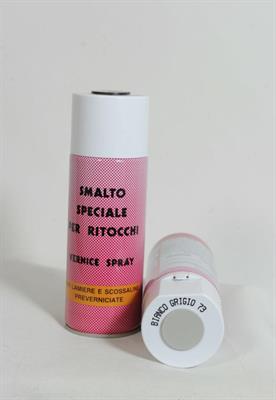 SMALTO
SPECIALE
PER RITOCCHI
VERNICE SPRAY
LAMIERE E SCOSSALINE
PREVERNICIATE
BIANCO GRIGIO 73